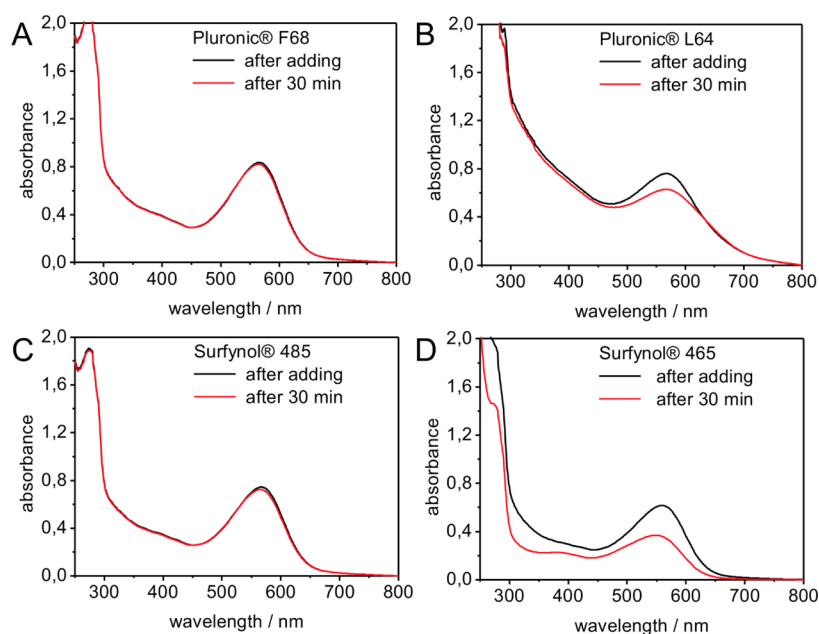 A
Pluronic® F68
after adding
after 30 min
absorbance
2,0
1,6
1,2
0,8
0,4
0,0
300 400 500 600 700 800
wavelength / nm
B
Pluronic® L64
after adding
after 30 min
absorbance
2,0
1,6
1,2
0,8
0,4
0,0
300 400 500 600 700 800
wavelength / nm
C
Surfynol® 485
after adding
after 30 min
absorbance
2,0
1,6
1,2
0,8
0,4
0,0
300 400 500 600 700 800
wavelength / nm
D
Surfynol® 465
after adding
after 30 min
absorbance
2,0
1,6
1,2
0,8
0,4
0,0
300 400 500 600 700 800
wavelength / nm